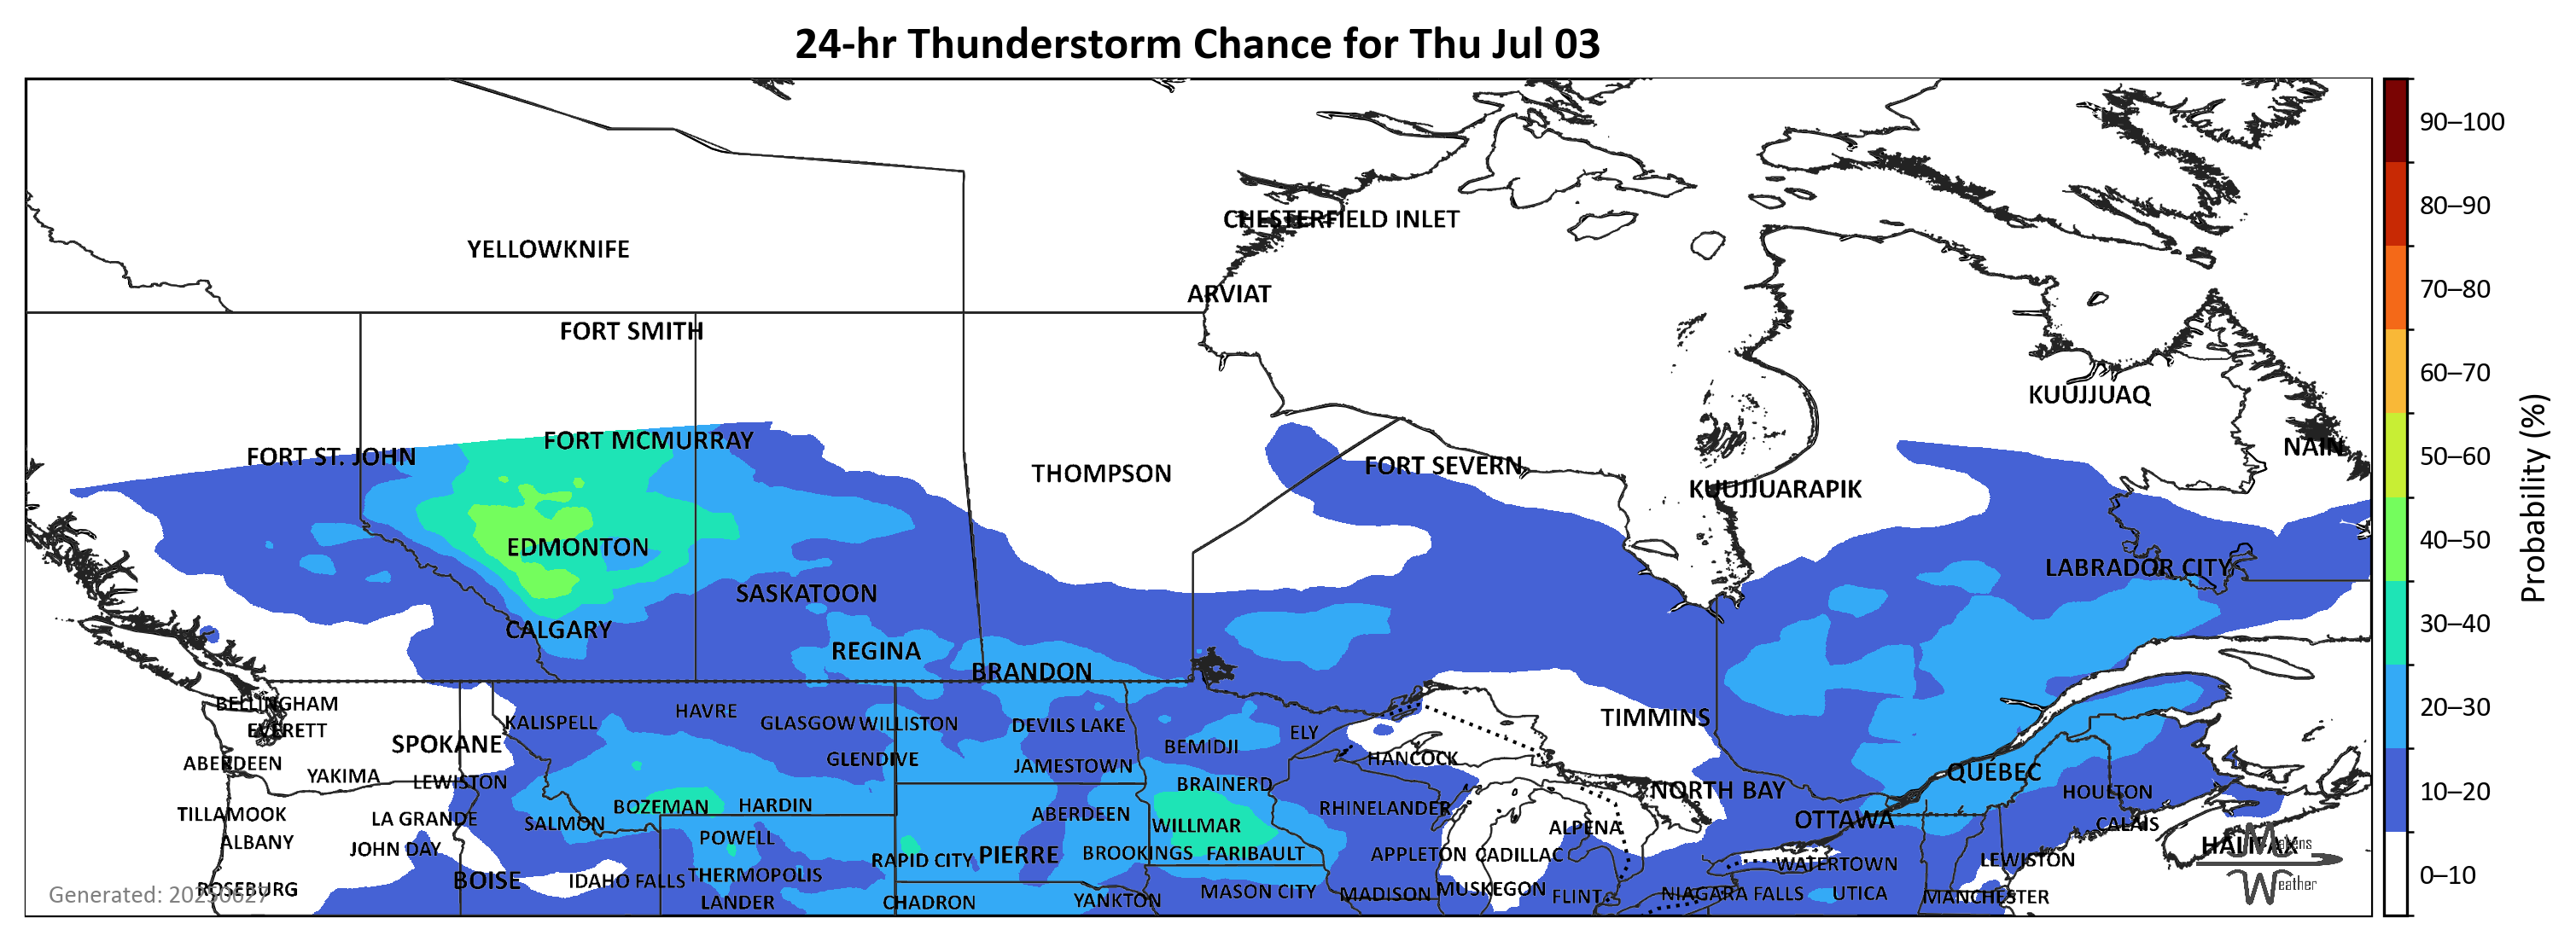 24-hr Thunderstorm Chance for Thu Jul 03
90–100
80–90
CHESTERFIELD INLET
YELLOWKNIFE
70–80
ARVIAT
FORT SMITH
60–70
KUUJJUAQ
FORT MCMURRAY
NAIN
FORT ST. JOHN
50–60
FORT SEVERN
THOMPSON
KUUJJUARAPIK
Probability (%)
40–50
EDMONTON
LABRADOR CITY
SASKATOON
30–40
CALGARY
REGINA
BRANDON
BELLINGHAM
20–30
HAVRE
TIMMINS
KALISPELL
GLASGOW WILLISTON
DEVILS LAKE
EVERETT
ELY
SPOKANE
BEMIDJI
GLENDIVE
HANCOCK
ABERDEEN
JAMESTOWN
QUÉBEC
YAKIMA
LEWISTON
BRAINERD
NORTH BAY
HOULTON
10–20
BOZEMAN
HARDIN
RHINELANDER
TILLAMOOK
ABERDEEN
LA GRANDE
OTTAWA
SALMON
WILLMAR
ALPENA
CALAIS
POWELL
ALBANY
HALIFAX
Makens
JOHN DAY
BROOKINGS FARIBAULT
PIERRE
APPLETON CADILLAC
RAPID CITY
LEWISTON
WATERTOWN
THERMOPOLIS
0–10
BOISE
IDAHO FALLS
Weather
ROSEBURG
MUSKEGON
MASON CITY
MADISON
NIAGARA FALLS
UTICA
Generated: 20250627
FLINT
MANCHESTER
YANKTON
LANDER
CHADRON